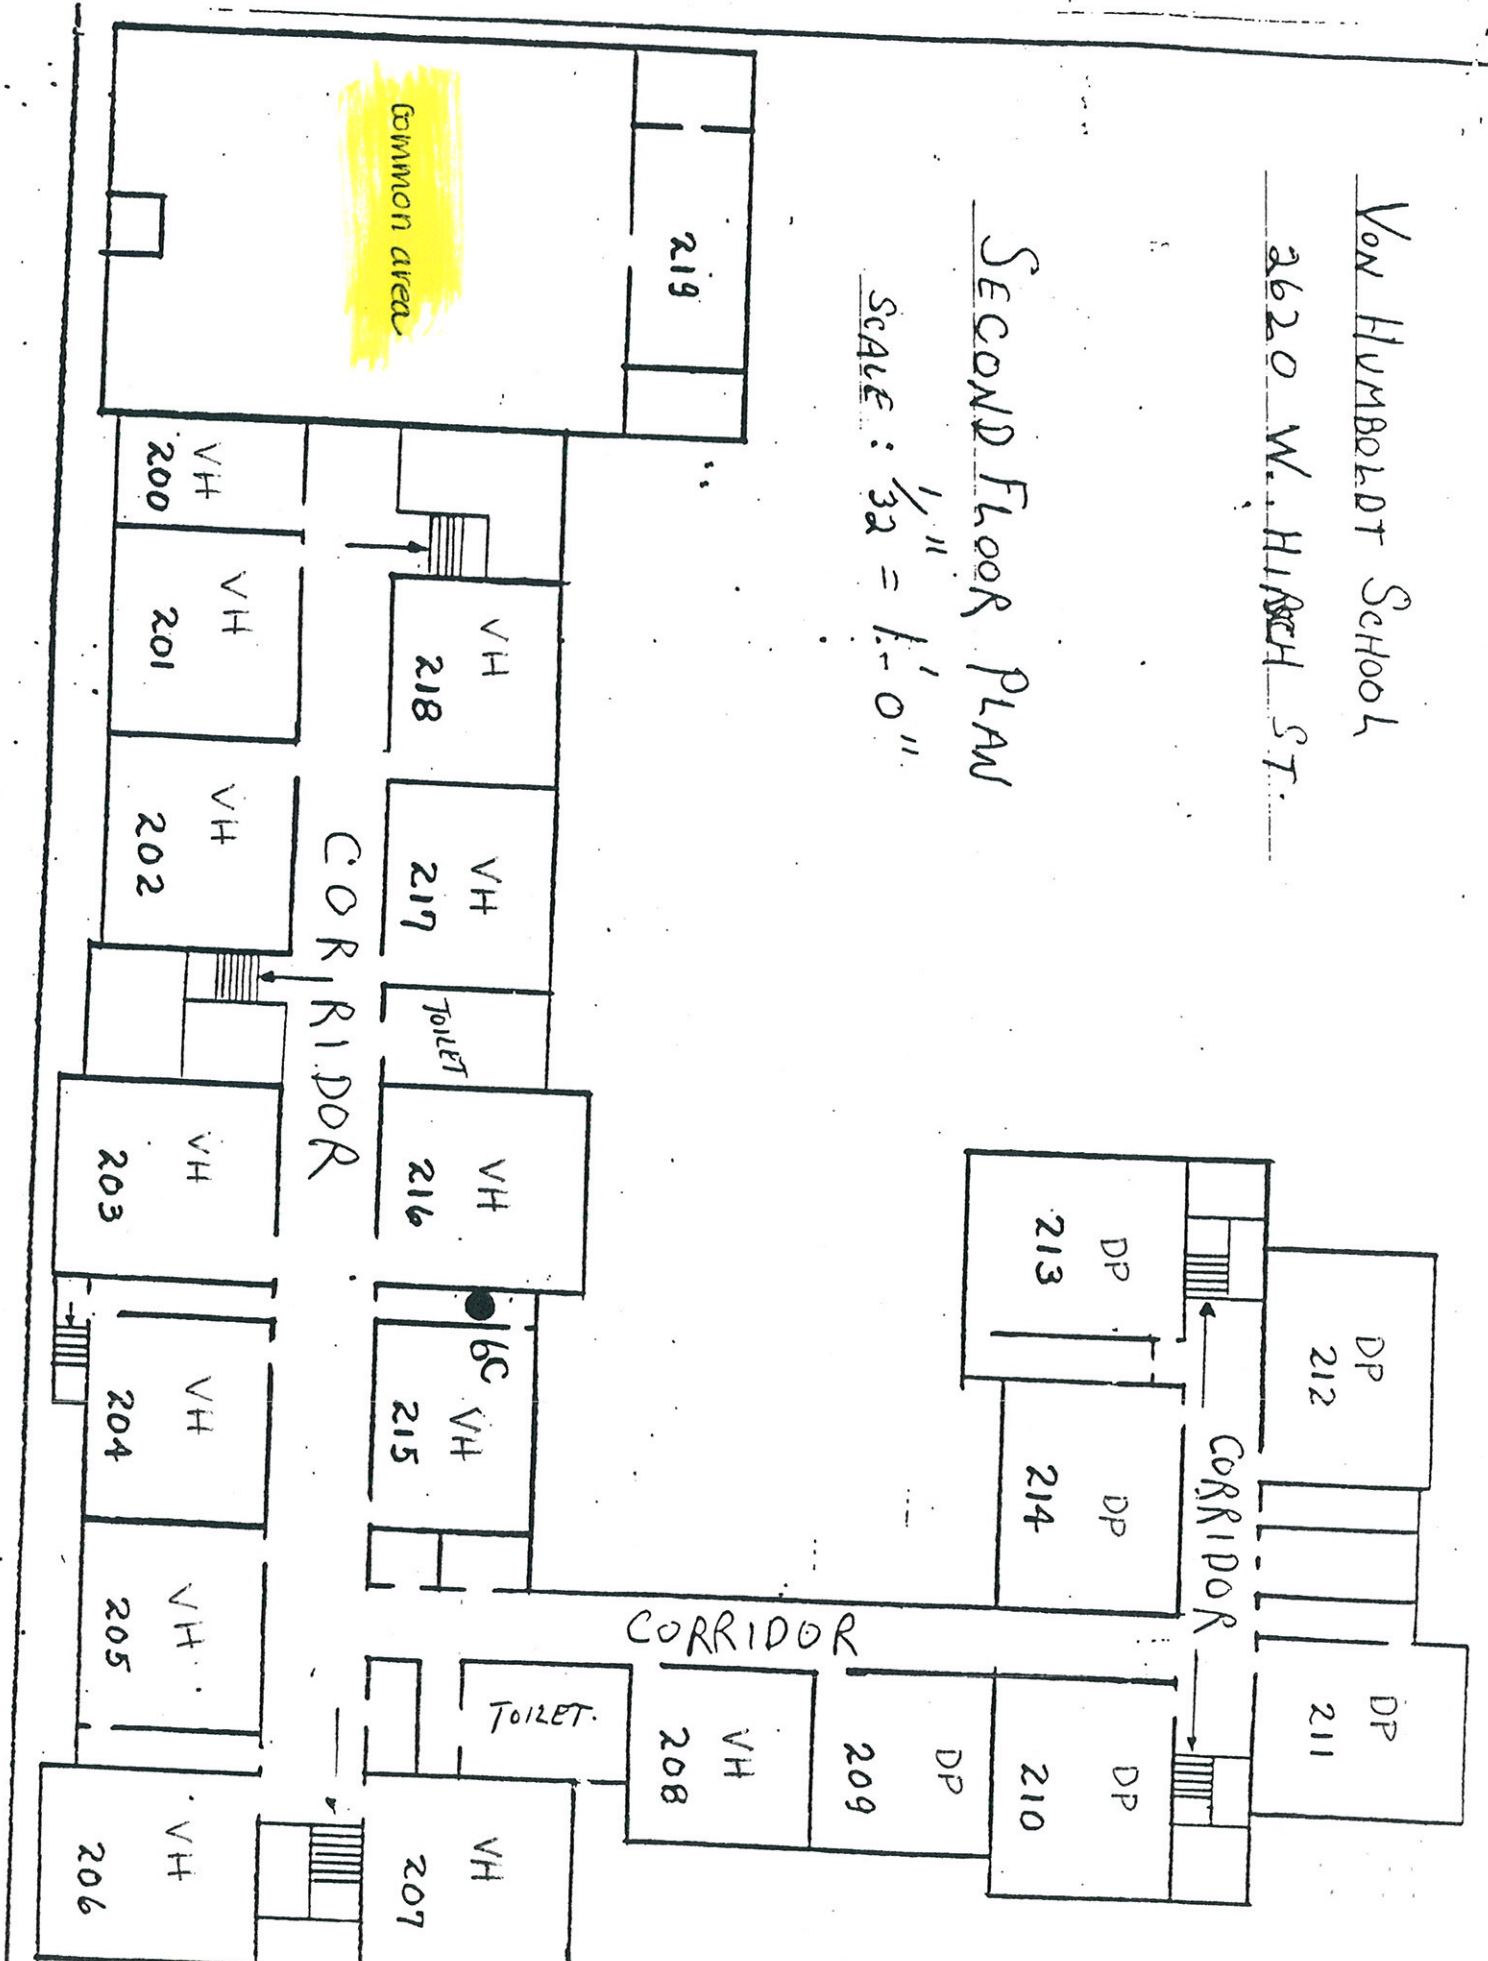 VON HUMBOLDT SCHOOL
2620 W. HIRSCH ST.
SECOND FLOOR PLAN
SCALE: 1/32" = 1'-0"
219
common area
VH
200
VH
201
VH
202
VH
218
VH
217
TOILET
VH
216
CORRIDOR
VH
203
VH
204
VH
205
VH
206
6C
VH
215
CORRIDOR
TOILET.
VH
207
VH
208
DP
209
DP
210
DP
211
DP
212
CORRIDOR
DP
213
DP
214